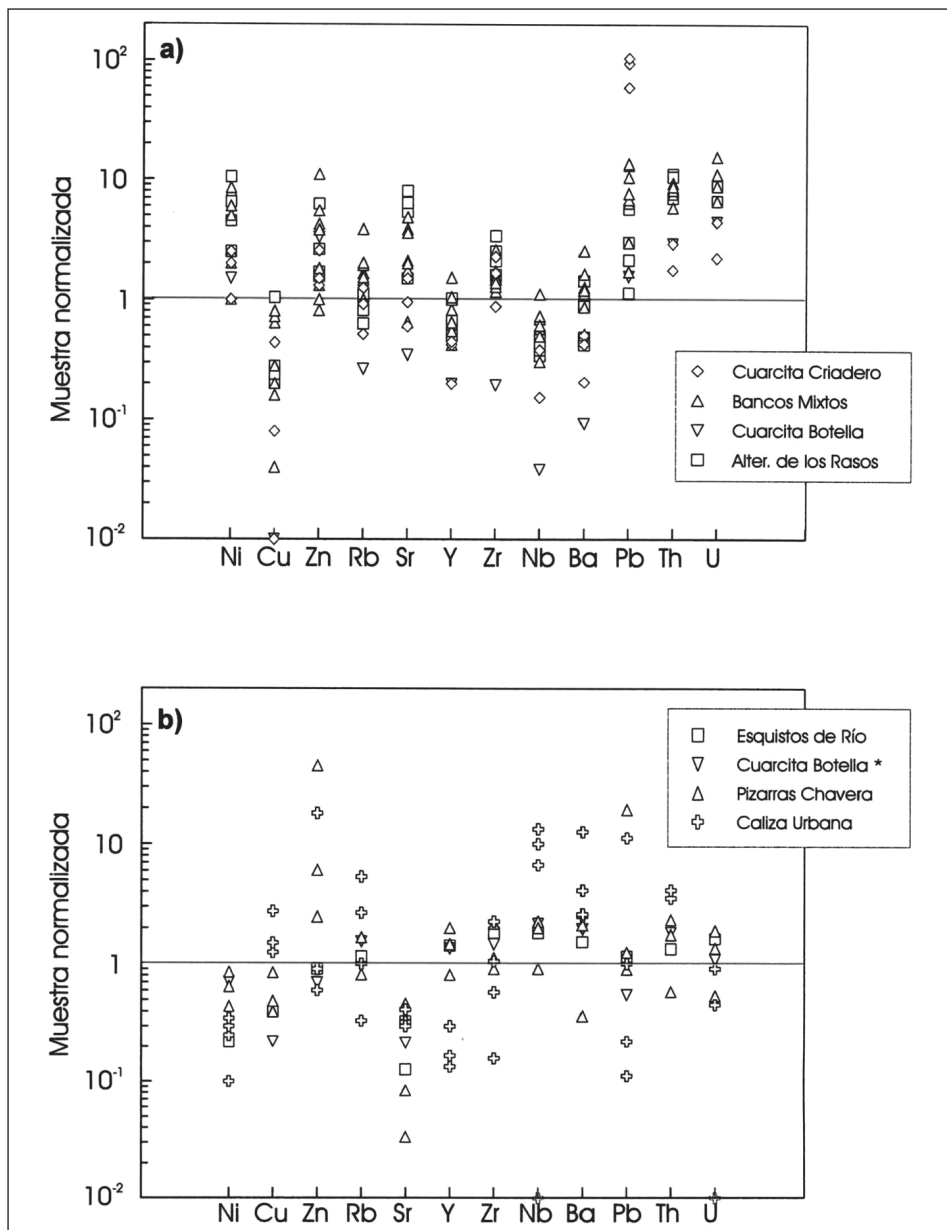 a)
Muestra normalizada
10²
10
1
10⁻¹
10⁻²
Cuarcita Criadero
Bancos Mixtos
Cuarcita Botella
Alter. de los Rasos
Ni Cu Zn Rb Sr Y Zr Nb Ba Pb Th U
b)
Muestra normalizada
10²
10
1
10⁻¹
10⁻²
Esquistos de Río
Cuarcita Botella *
Pizarras Chavera
Caliza Urbana
Ni Cu Zn Rb Sr Y Zr Nb Ba Pb Th U